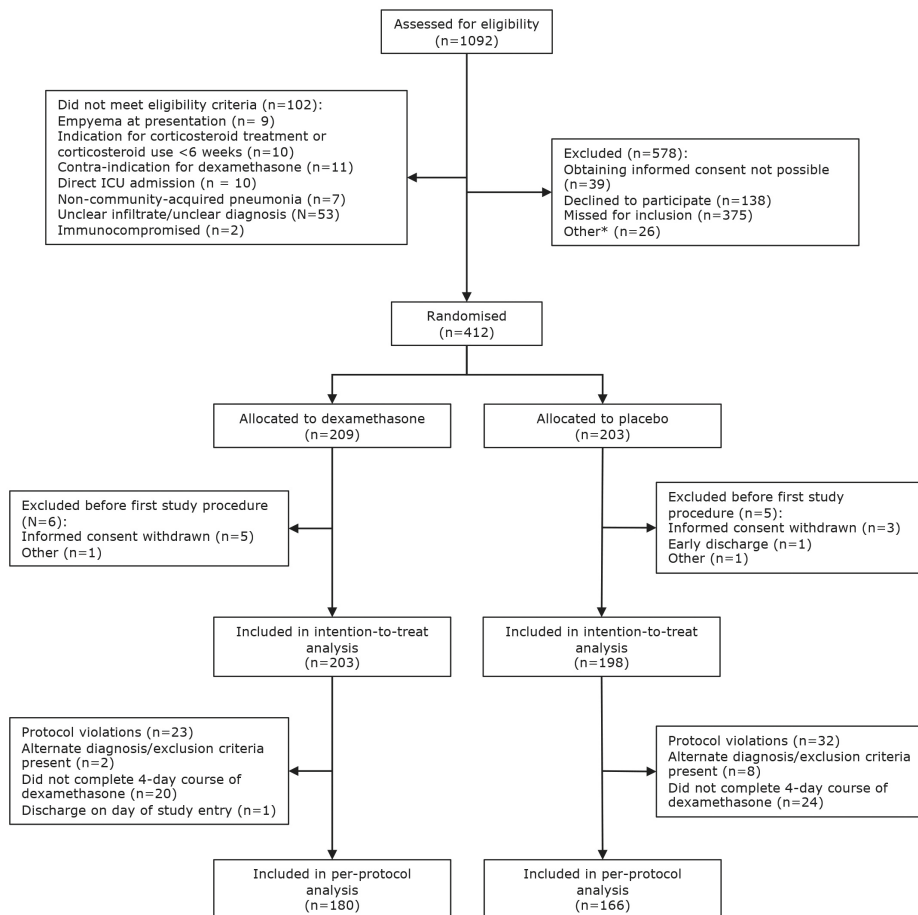 Assessed for eligibility
(n=1092)
Did not meet eligibility criteria (n=102):
Empyema at presentation (n= 9)
Indication for corticosteroid treatment or
corticosteroid use <6 weeks (n=10)
Contra-indication for dexamethasone (n=11)
Direct ICU admission (n = 10)
Non-community-acquired pneumonia (n=7)
Unclear infiltrate/unclear diagnosis (N=53)
Immunocompromised (n=2)
Excluded (n=578):
Obtaining informed consent not possible
(n=39)
Declined to participate (n=138)
Missed for inclusion (n=375)
Other* (n=26)
Randomised
(n=412)
Allocated to dexamethasone
(n=209)
Allocated to placebo
(n=203)
Excluded before first study procedure
(N=6):
Informed consent withdrawn (n=5)
Other (n=1)
Excluded before first study
procedure (n=5):
Informed consent withdrawn (n=3)
Early discharge (n=1)
Other (n=1)
Included in intention-to-treat
analysis
(n=203)
Included in intention-to-treat
analysis
(n=198)
Protocol violations (n=23)
Alternate diagnosis/exclusion criteria
present (n=2)
Did not complete 4-day course of
dexamethasone (n=20)
Discharge on day of study entry (n=1)
Protocol violations (n=32)
Alternate diagnosis/exclusion criteria
present (n=8)
Did not complete 4-day course of
dexamethasone (n=24)
Included in per-protocol
analysis
(n=180)
Included in per-protocol
analysis
(n=166)